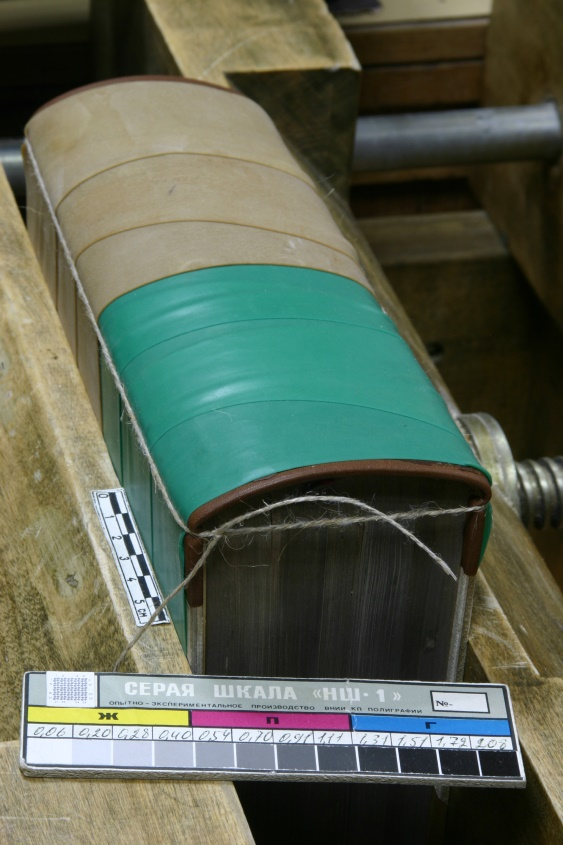 0 1 2 3 4 5 СМ
СЕРАЯ ШКАЛА «НШ-1»
ОПЫТНО-ЭКСПЕРИМЕНТАЛЬНОЕ ПРОИЗВОДСТВО ВНИИ КП ПОЛИГРАФИИ
№-
Ж П Г
0,06 0,20 0,28 0,40 0,54 0,70 0,91 1,11 1,31 1,51 1,79 2,08